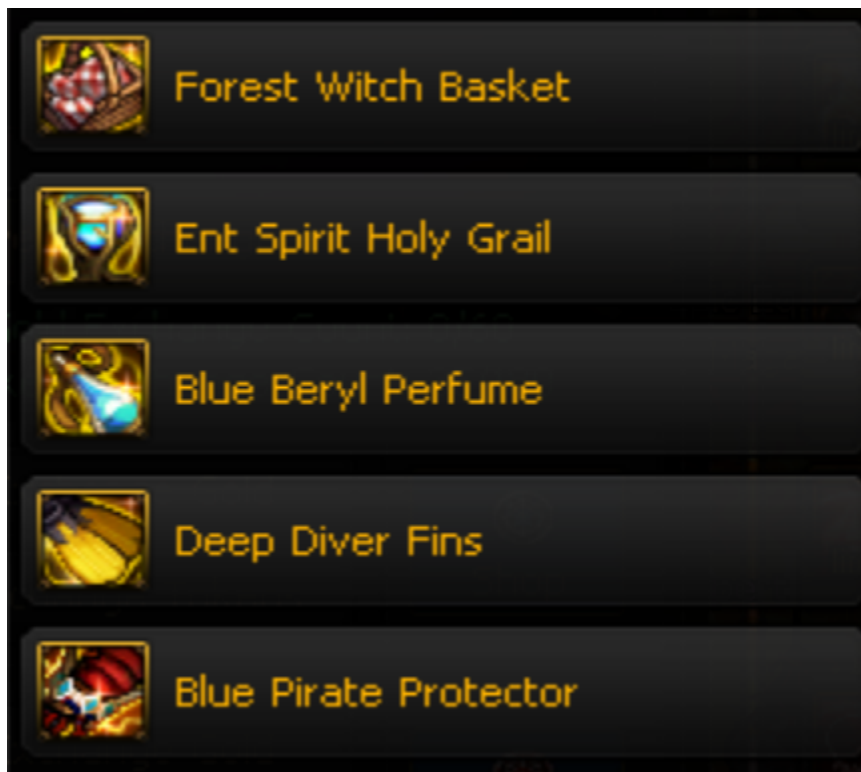 Forest Witch Basket
Ent Spirit Holy Grail
Blue Beryl Perfume
Deep Diver Fins
Blue Pirate Protector